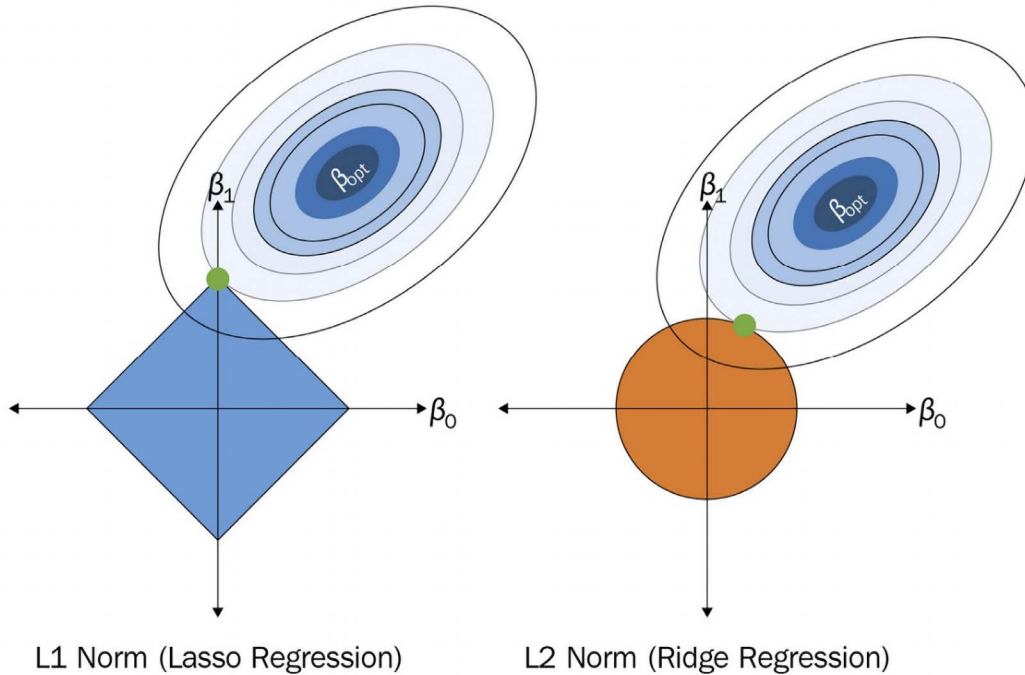 β₁
βopt
β₀
L1 Norm (Lasso Regression)
β₁
βopt
β₀
L2 Norm (Ridge Regression)